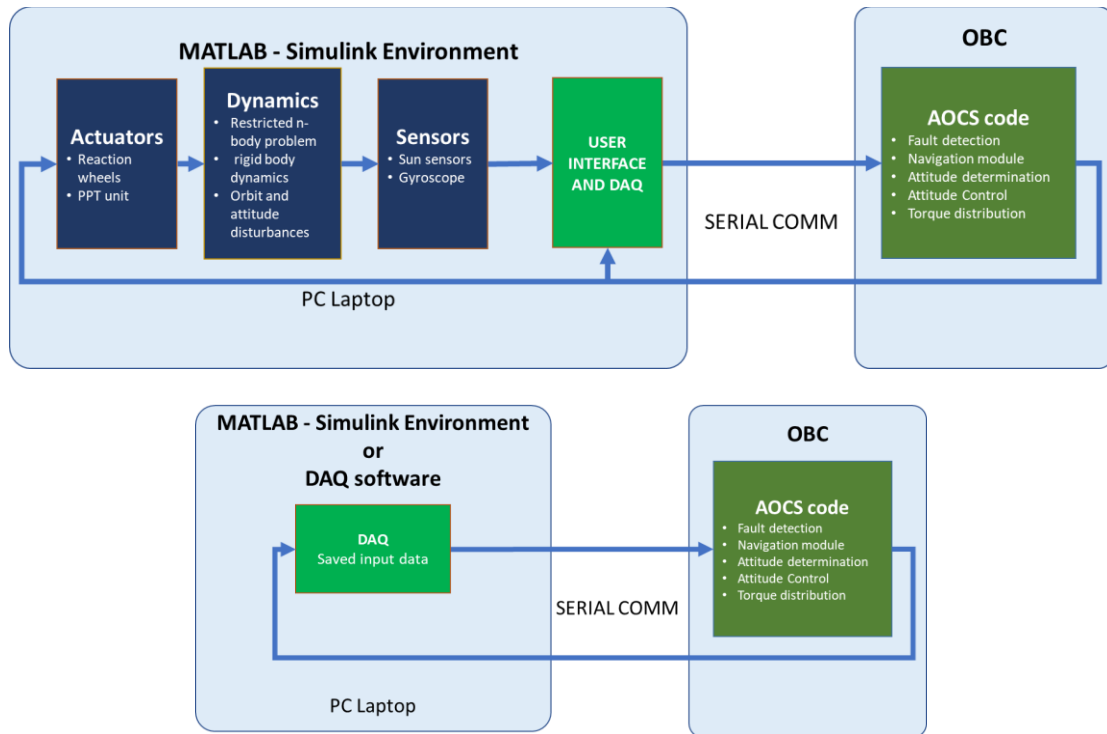 MATLAB - Simulink Environment
Actuators
• Reaction
wheels
• PPT unit
Dynamics
• Restricted n-
body problem
• rigid body
dynamics
• Orbit and
attitude
disturbances
Sensors
• Sun sensors
• Gyroscope
USER
INTERFACE
AND DAQ
PC Laptop
SERIAL COMM
OBC
AOCS code
• Fault detection
• Navigation module
• Attitude determination
• Attitude Control
• Torque distribution
MATLAB - Simulink Environment
or
DAQ software
DAQ
Saved input data
PC Laptop
SERIAL COMM
OBC
AOCS code
• Fault detection
• Navigation module
• Attitude determination
• Attitude Control
• Torque distribution